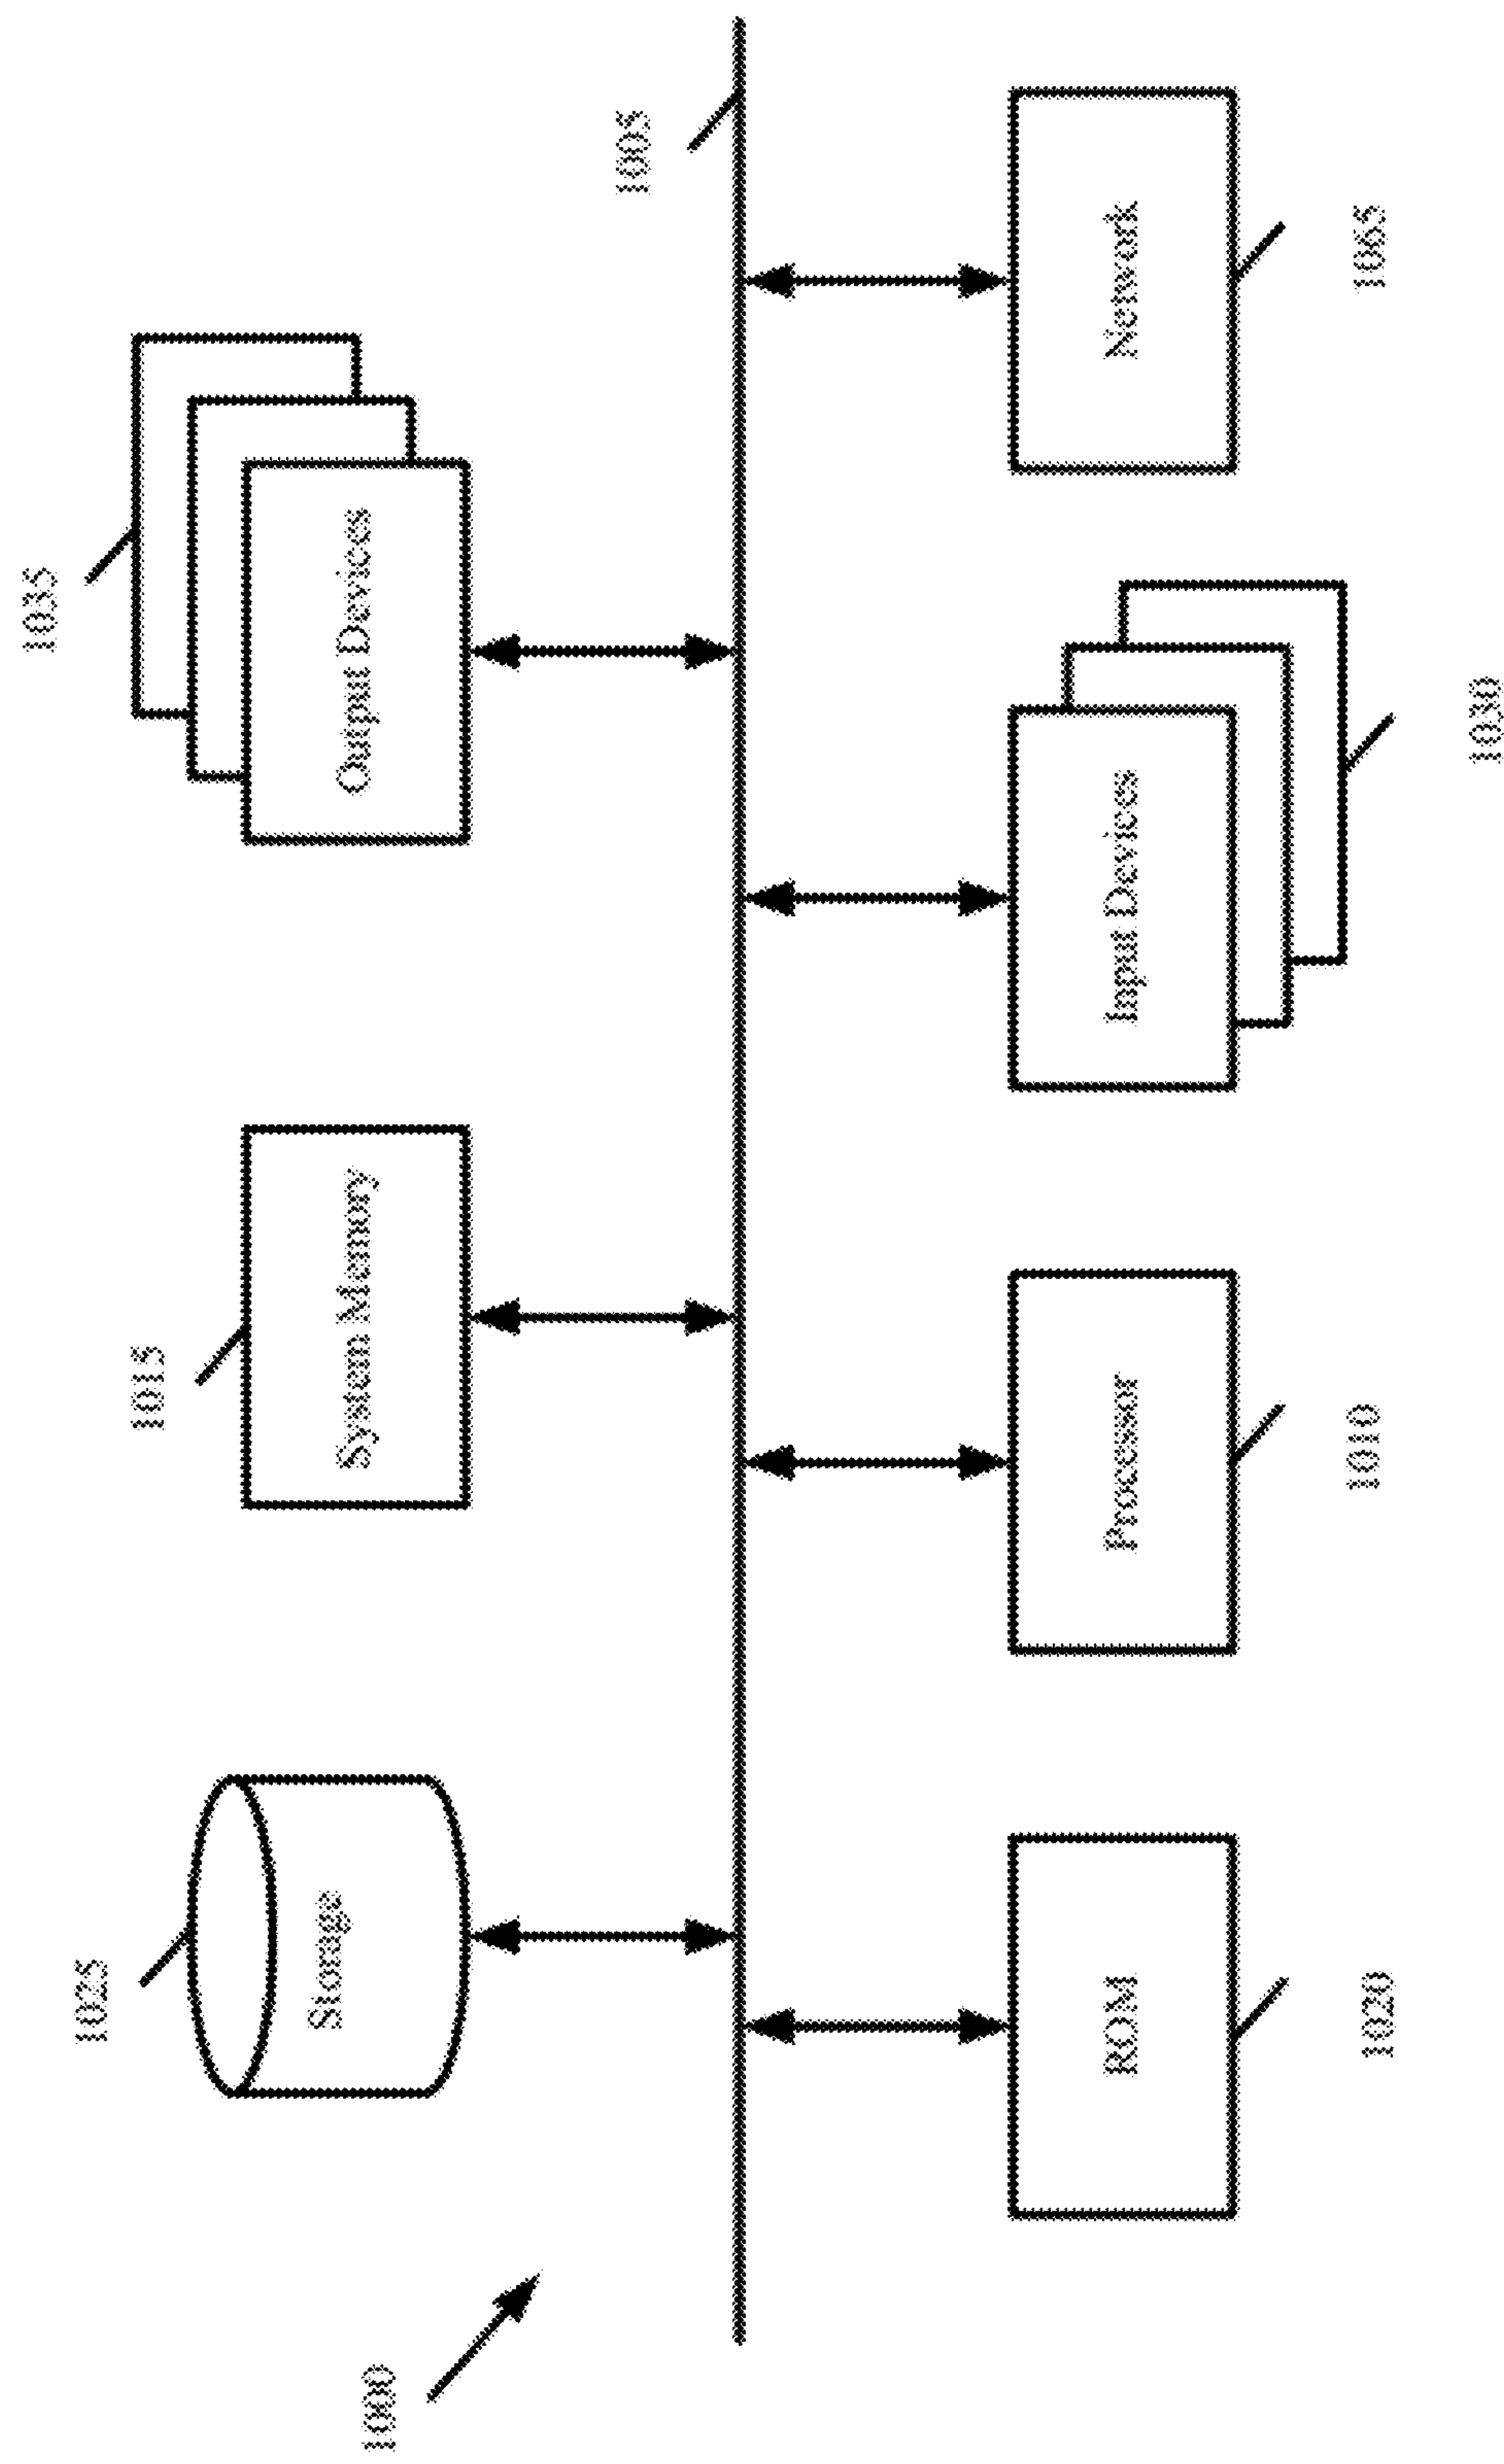 1035
Output Devices
1005
Network
1065
1015
System Memory
Input Devices
1030
1025
Storage
Processor
1010
1000
ROM
1020